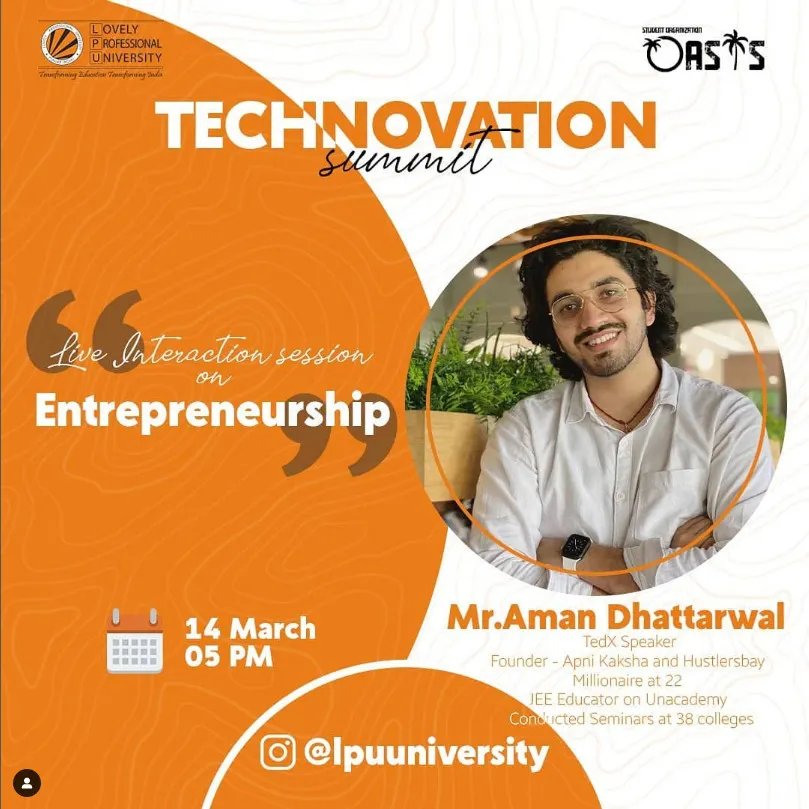 LOVELY
PROFESSIONAL
UNIVERSITY
Transforming Education Transforming India
STUDENT ORGANIZATION
OASIS
TECHNOVATION
summit
Live Interaction session
on
Entrepreneurship
14 March
05 PM
Mr.Aman Dhattarwal
TedX Speaker
Founder - Apni Kaksha and Hustlersbay
Millionaire at 22
JEE Educator on Unacademy
Conducted Seminars at 38 colleges
@lpuuniversity